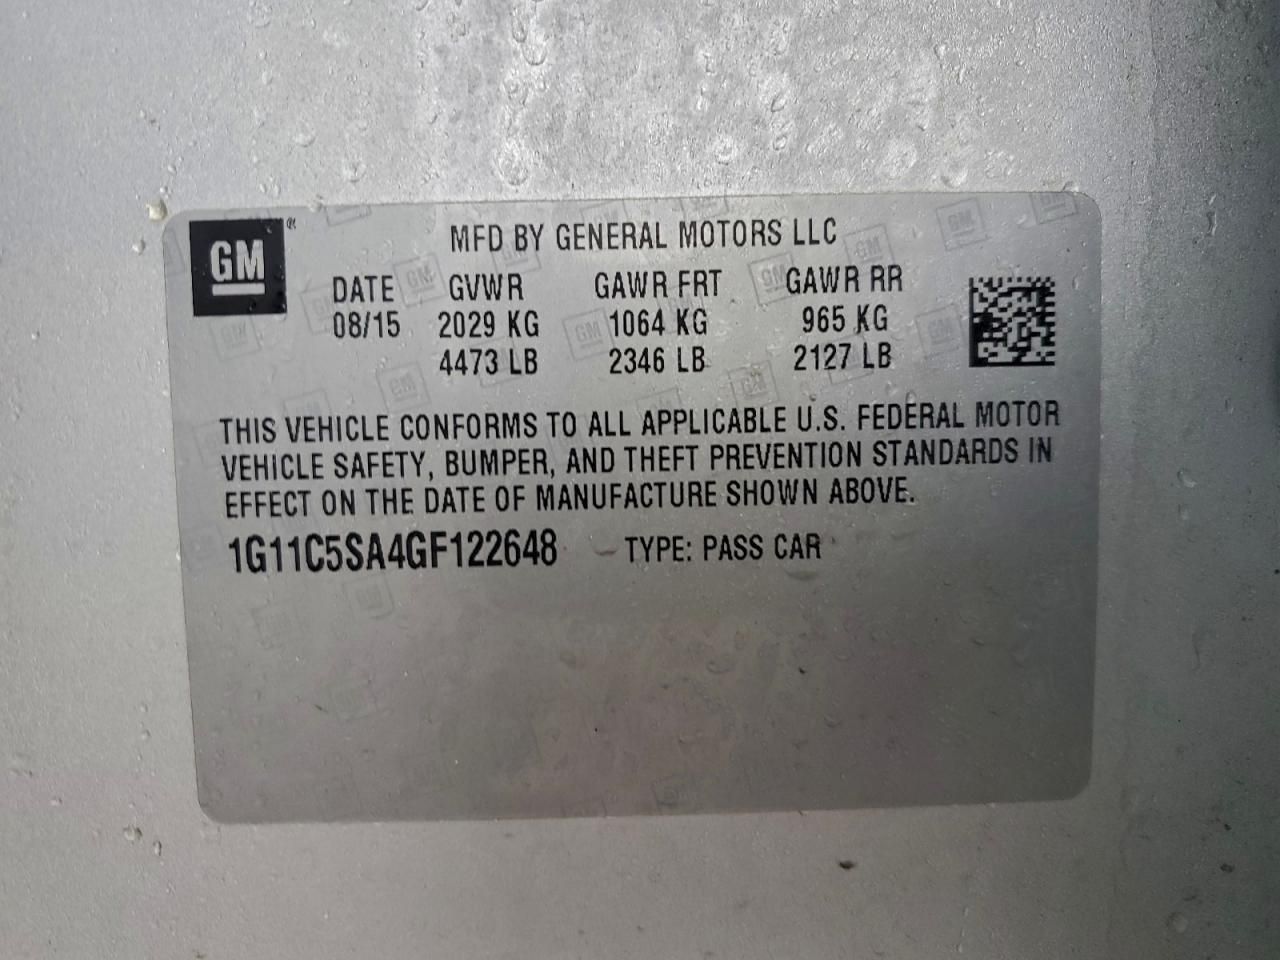 GM ®
MFD BY GENERAL MOTORS LLC
DATE GVWR GAWR FRT GAWR RR
08/15 2029 KG 1064 KG 965 KG
4473 LB 2346 LB 2127 LB
THIS VEHICLE CONFORMS TO ALL APPLICABLE U.S. FEDERAL MOTOR
VEHICLE SAFETY, BUMPER, AND THEFT PREVENTION STANDARDS IN
EFFECT ON THE DATE OF MANUFACTURE SHOWN ABOVE.
1G11C5SA4GF122648 TYPE: PASS CAR